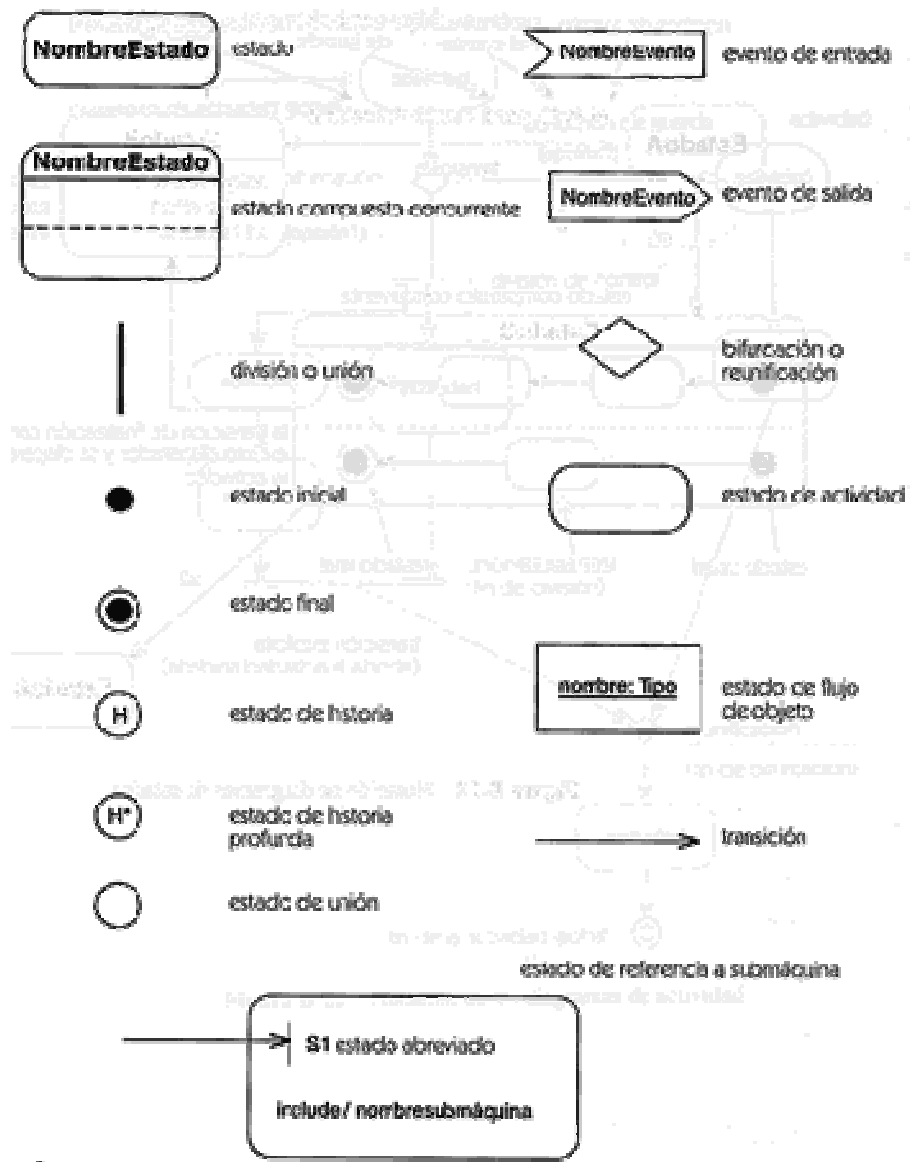 NombreEstado
estado
NombreEvento
evento de entrada
NombreEstado
estado compuesto concurrente
NombreEvento
evento de salida
división o unión
bifurcación o
reunificación
estado inicial
estado de actividad
estado final
nombre: Tipo
estado de flujo
de objeto
H
estado de hstoria
H*
estado de hstoria
profunda
transición
estado de unión
estado de referencia a submáquina
S1 estado abreviado
include / nombresubmáquina